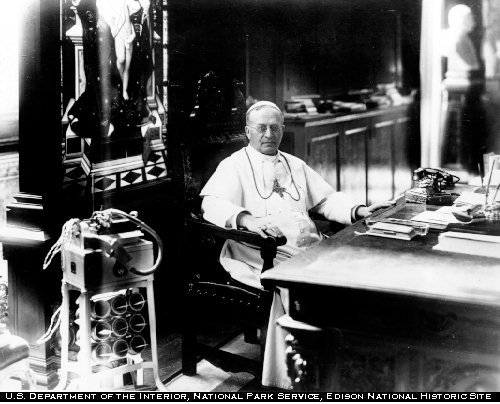 U.S. Department of the Interior, National Park Service, Edison National Historic Site